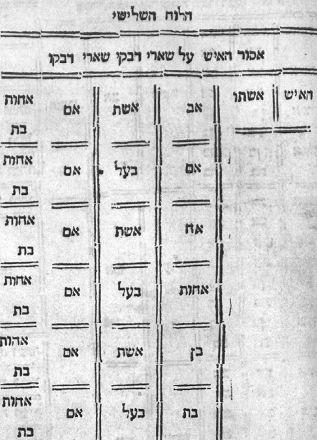 הלוח השלישי
אסור האיש על שארי דבקו שארי דבקו
האיש אשתו אב אשת אם אחות
בת
אם בעל אם אחות
בת
אח אשת אם אחות
בת
אחות בעל אם אחות
בת
בן אשת אם אחות
בת
בת בעל אם אחות
בת